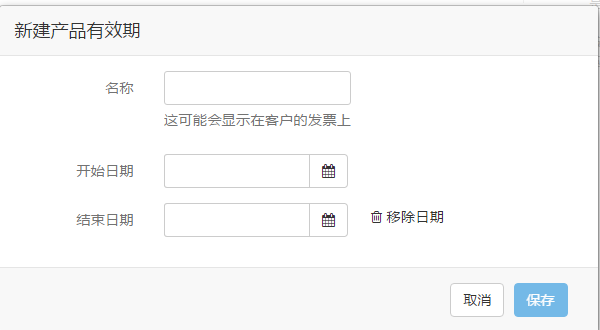 新建产品有效期
名称
这可能会显示在客户的发票上
开始日期
结束日期 移除日期
取消 保存